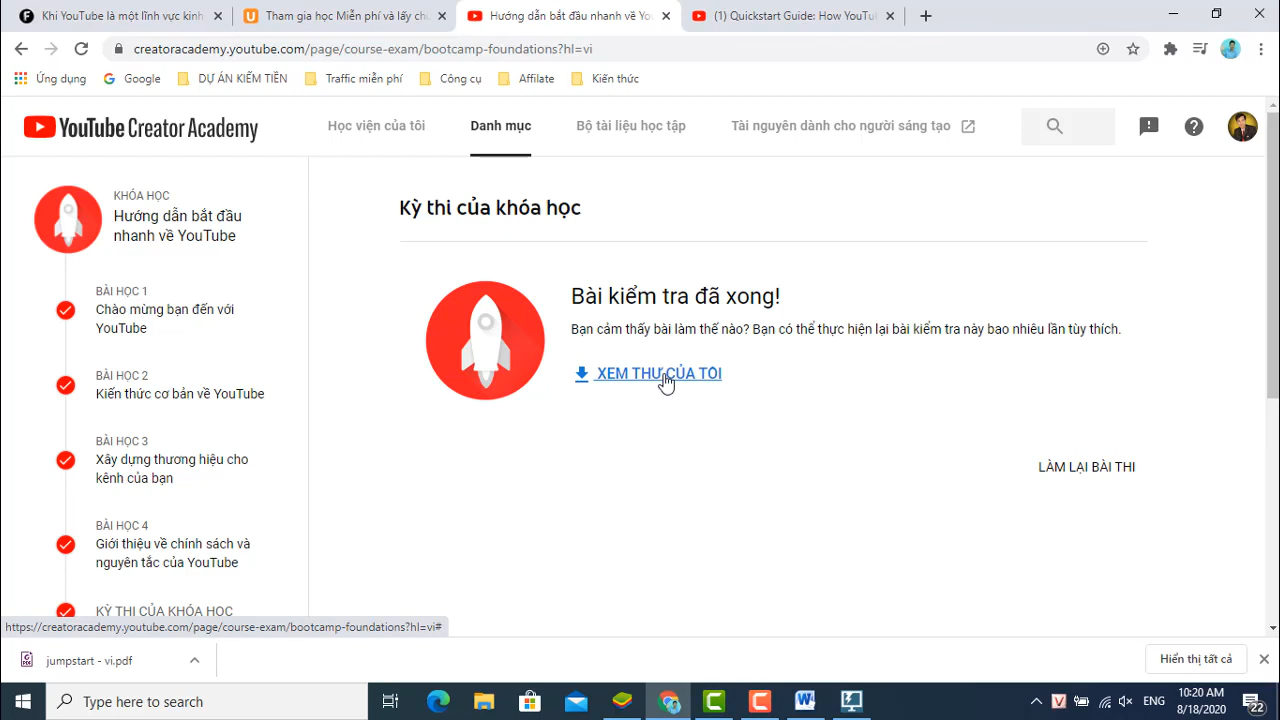 Khi YouTube là một lĩnh vực kinh
Tham gia học Miễn phí và lấy chứ
Hướng dẫn bắt đầu nhanh về Yo
(1) Quickstart Guide: How YouTu
creatoracademy.youtube.com/page/course-exam/bootcamp-foundations?hl=vi
Ứng dụng
Google
DỰ ÁN KIẾM TIỀN
Traffic miễn phí
Công cụ
Affilate
Kiến thức
YouTube Creator Academy
Học viện của tôi
Danh mục
Bộ tài liệu học tập
Tài nguyên dành cho người sáng tạo
KHÓA HỌC
Hướng dẫn bắt đầu
nhanh về YouTube
BÀI HỌC 1
Chào mừng bạn đến với
YouTube
BÀI HỌC 2
Kiến thức cơ bản về YouTube
BÀI HỌC 3
Xây dựng thương hiệu cho
kênh của bạn
BÀI HỌC 4
Giới thiệu về chính sách và
nguyên tắc của YouTube
KỲ THI CỦA KHÓA HỌC
Kỳ thi của khóa học
Bài kiểm tra đã xong!
Bạn cảm thấy bài làm thế nào? Bạn có thể thực hiện lại bài kiểm tra này bao nhiêu lần tùy thích.
XEM THƯ CỦA TÔI
LÀM LẠI BÀI THI
https://creatoracademy.youtube.com/page/course-exam/bootcamp-foundations?hl=vi#
jumpstart - vi.pdf
Hiển thị tất cả
Type here to search
ENG
10:20 AM
8/18/2020
22